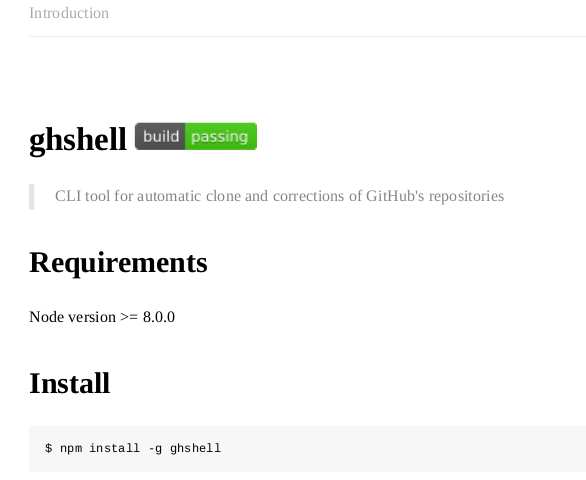 Introduction
ghshell build passing
CLI tool for automatic clone and corrections of GitHub's repositories
Requirements
Node version >= 8.0.0
Install
$ npm install -g ghshell